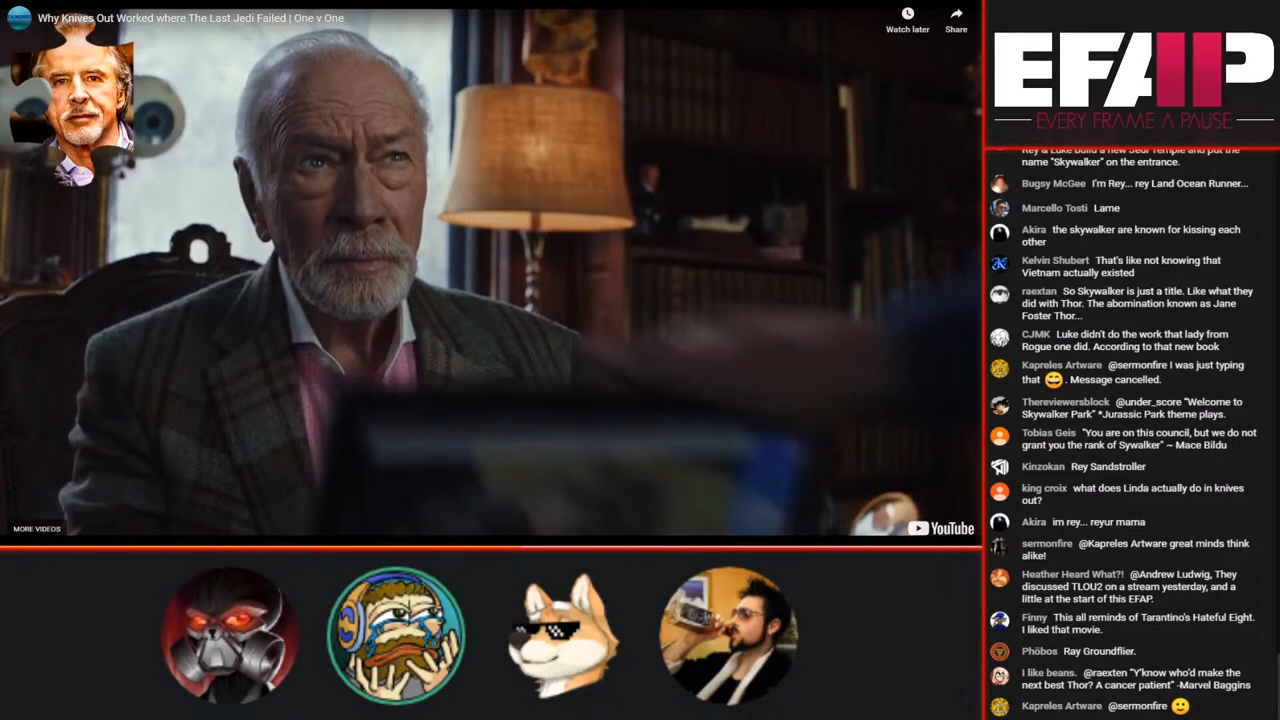 Why Knives Out Worked where The Last Jedi Failed | One v One
Watch later
Share
MORE VIDEOS
YouTube
EFAP
EVERY FRAME A PAUSE
Rey & Luke build a new Jedi Temple and put the
name "Skywalker" on the entrance.
Bugsy McGee I'm Rey... rey Land Ocean Runner...
Marcello Tosti Lame
Akira the skywalker are known for kissing each
other
Kelvin Shubert That's like not knowing that
Vietnam actually existed
raextan So Skywalker is just a title. Like what they
did with Thor. The abomination known as Jane
Foster Thor...
CJMK Luke didn't do the work that lady from
Rogue one did. According to that new book
Kapreles Artware @sermonfire I was just typing
that 😄 . Message cancelled.
Thereviewersblock @under_score "Welcome to
Skywalker Park" *Jurassic Park theme plays.
Tobias Geis "You are on this council, but we do not
grant you the rank of Sywalker" ~ Mace Bildu
Kinzokan Rey Sandstroller
king croix what does Linda actually do in knives
out?
Akira im rey... reyur mama
sermonfire @Kapreles Artware great minds think
alike!
Heather Heard What?! @Andrew Ludwig, They
discussed TLOU2 on a stream yesterday, and a
little at the start of this EFAP.
Finny This all reminds of Tarantino's Hateful Eight.
I liked that movie.
Phöbos Ray Groundflier.
I like beans. @raexten "Y'know who'd make the
next best Thor? A cancer patient" -Marvel Baggins
Kapreles Artware @sermonfire 🙂